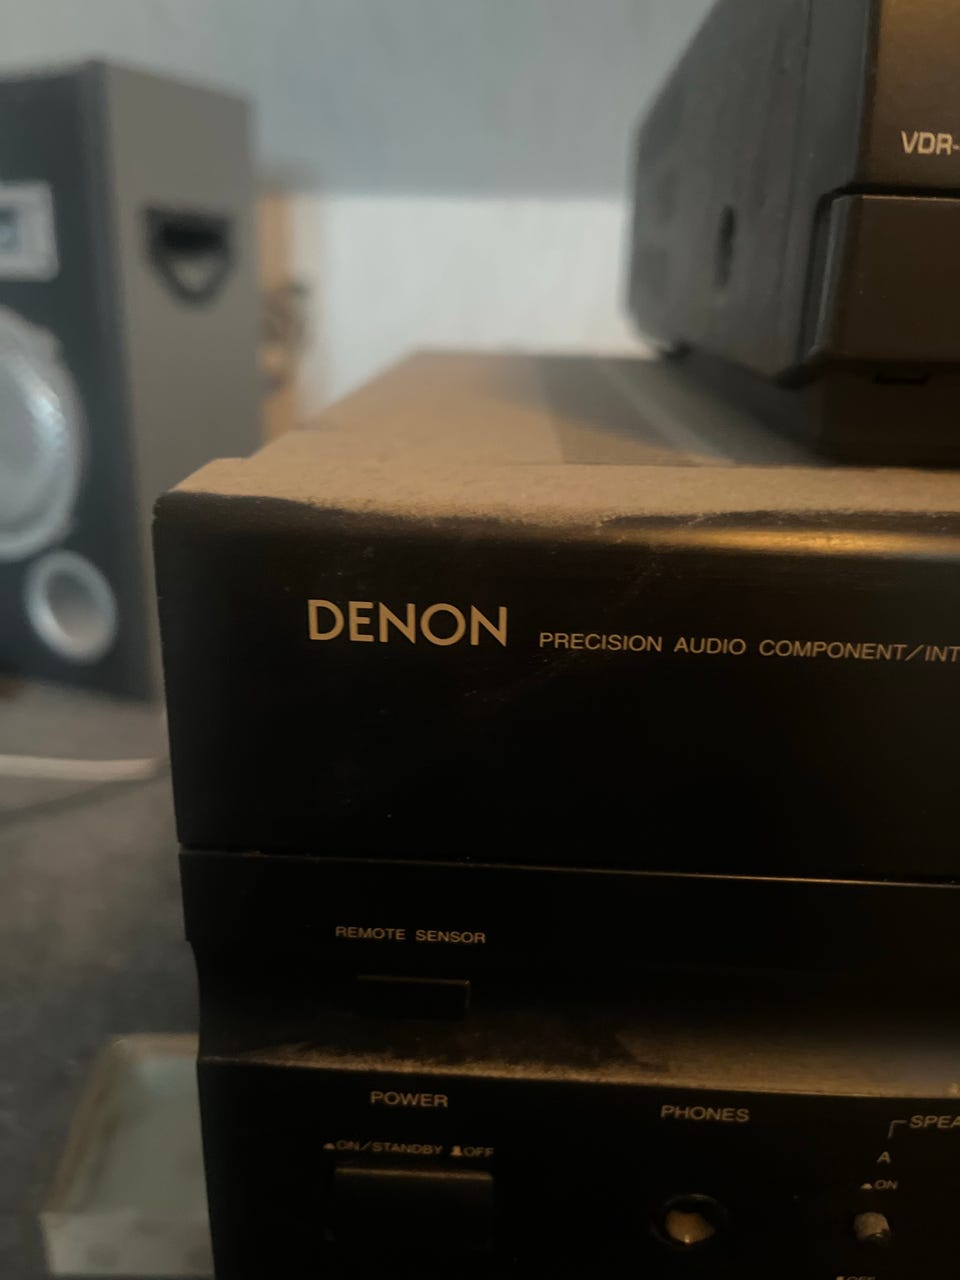 VDR-
DENON PRECISION AUDIO COMPONENT/INT
REMOTE SENSOR
POWER
ON/STANDBY OFF
PHONES
SPEA
A
ON